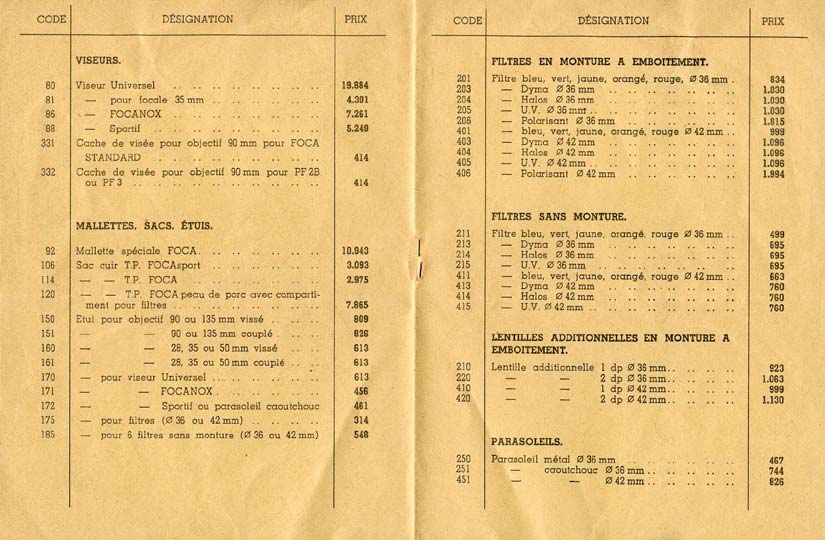 CODE DÉSIGNATION PRIX
VISEURS.
80 Viseur Universel .. .. .. .. .. .. .. .. 19.884
81 — pour focale 35 mm .. .. .. .. .. .. 4.301
86 — FOCANOX .. .. .. .. .. .. .. .. 7.261
88 — Sportif .. .. .. .. .. .. .. .. .. 5.249
331 Cache de visée pour objectif 90 mm pour FOCA
STANDARD .. .. .. .. .. .. .. .. .. 414
332 Cache de visée pour objectif 90 mm pour PF 2B
ou PF 3 .. .. .. .. .. .. .. .. .. .. 414
MALLETTES, SACS, ÉTUIS.
92 Mallette spéciale FOCA. .. .. .. .. .. .. 10.943
106 Sac cuir T.P. FOCAsport .. .. .. .. .. .. 3.093
114 — — T.P. FOCA .. .. .. .. .. .. .. 2.975
120 — — T.P. FOCA peau de porc avec comparti-
ment pour filtres .. .. .. .. .. .. .. .. 7.865
150 Etui pour objectif 90 ou 135 mm vissé .. .. .. 809
151 — — 90 ou 135 mm couplé . .. .. 826
160 — — 28, 35 ou 50 mm vissé .. .. 613
161 — — 28, 35 ou 50 mm couplé .. .. 613
170 — pour viseur Universel .. .. .. .. .. .. 613
171 — — FOCANOX .. .. .. .. .. .. 456
172 — — Sportif ou parasoleil caoutchouc 461
175 — pour filtres (Ø 36 ou 42 mm) .. .. .. .. 314
185 — pour 6 filtres sans monture (Ø 36 ou 42 mm) 548
CODE DÉSIGNATION PRIX
FILTRES EN MONTURE A EMBOITEMENT.
201 Filtre bleu, vert, jaune, orangé, rouge, Ø 36 mm . 834
203 — Dyma Ø 36 mm .. .. .. .. .. .. 1.030
204 — Halos Ø 36 mm .. .. .. .. .. .. 1.030
205 — U.V. Ø 36 mm .. .. .. .. .. .. .. 1.030
206 — Polarisant Ø 36 mm .. .. .. .. .. 1.815
401 — bleu, vert, jaune, orangé, rouge Ø 42 mm .. 999
403 — Dyma Ø 42 mm .. .. .. .. .. .. 1.096
404 — Halos Ø 42 mm .. .. .. .. .. .. 1.096
405 — U.V. Ø 42 mm .. .. .. .. .. .. .. 1.096
406 — Polarisant Ø 42 mm .. .. .. .. .. 1.994
FILTRES SANS MONTURE.
211 Filtre bleu, vert, jaune, orangé, rouge Ø 36 mm .. 499
213 — Dyma Ø 36 mm .. .. .. .. .. .. 695
214 — Halos Ø 36 mm .. .. .. .. .. .. 695
215 — U.V. Ø 36 mm .. .. .. .. .. .. .. 695
411 — bleu, vert, jaune, orangé, rouge Ø 42 mm .. 663
413 — Dyma Ø 42 mm .. .. .. .. .. .. 760
414 — Halos Ø 42 mm .. .. .. .. .. .. 760
415 — U.V. Ø 42 mm .. .. .. .. .. .. .. 760
LENTILLES ADDITIONNELLES EN MONTURE A
EMBOITEMENT.
210 Lentille additionnelle 1 dp Ø 36 mm.. .. .. .. 923
220 — — 2 dp Ø 36 mm.. .. .. .. 1.063
410 — — 1 dp Ø 42 mm.. .. .. .. 999
420 — — 2 dp Ø 42 mm.. .. .. .. 1.130
PARASOLEILS.
250 Parasoleil métal Ø 36 mm .. .. .. .. .. .. 467
251 — caoutchouc Ø 36 mm.. .. .. .. .. 744
451 — — Ø 42 mm .. .. .. .. .. 826